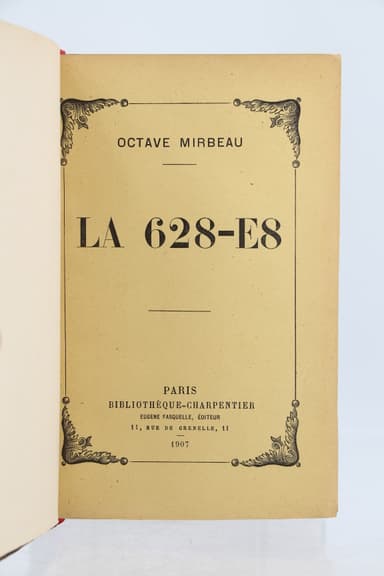 OCTAVE MIRBEAU
LA 628-E8
PARIS
BIBLIOTHÈQUE-CHARPENTIER
EUGÈNE FASQUELLE, ÉDITEUR
11, RUE DE GRENELLE, 11
1907